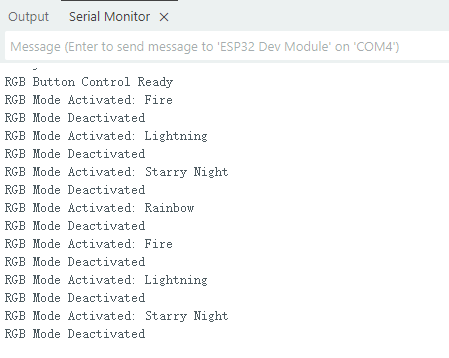 Output Serial Monitor
Message (Enter to send message to 'ESP32 Dev Module' on 'COM4')
RGB Button Control Ready
RGB Mode Activated: Fire
RGB Mode Deactivated
RGB Mode Activated: Lightning
RGB Mode Deactivated
RGB Mode Activated: Starry Night
RGB Mode Deactivated
RGB Mode Activated: Rainbow
RGB Mode Deactivated
RGB Mode Activated: Fire
RGB Mode Deactivated
RGB Mode Activated: Lightning
RGB Mode Deactivated
RGB Mode Activated: Starry Night
RGB Mode Deactivated